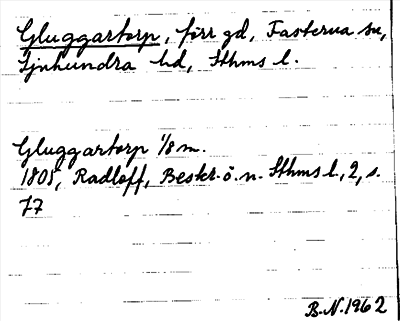 Gluggartorp, förr gd, Fasterna sn,
Sjuhundra hd, Sthms l.
Gluggartorp 1/8 m.
1805, Radloff, Beskr. ö. n. Sthms l., 2, s.
77
B.N. 1962